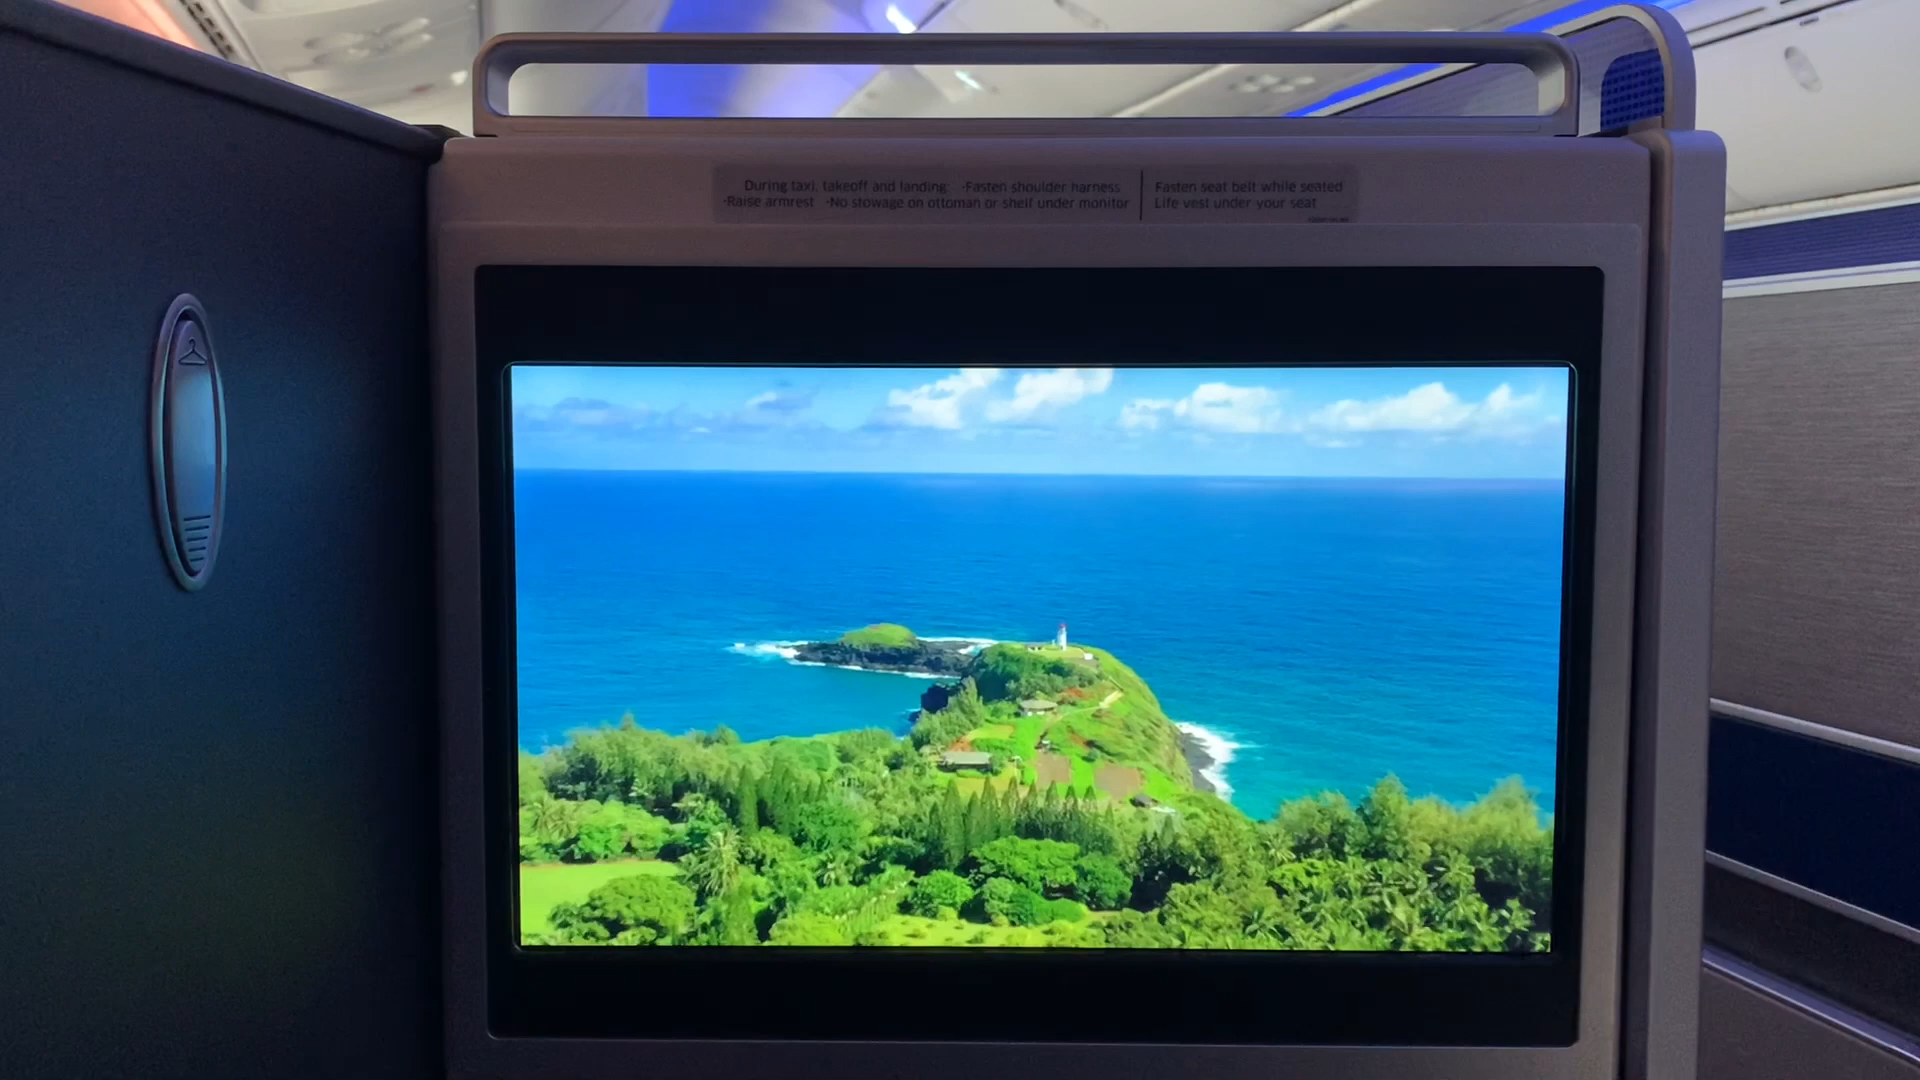 During taxi, takeoff and landing: -Fasten shoulder harness
-Raise armrest -No stowage on ottoman or shelf under monitor
Fasten seat belt while seated
Life vest under your seat